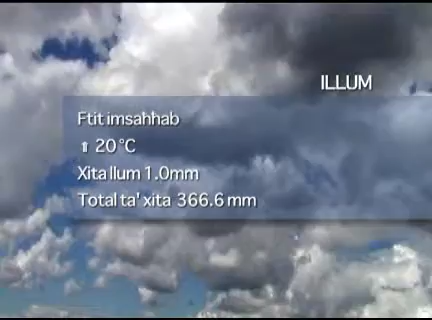 ILLUM
Ftit imsaħħab
⇑ 20°C
Xita llum 1.0mm
Total ta' xita 366.6 mm